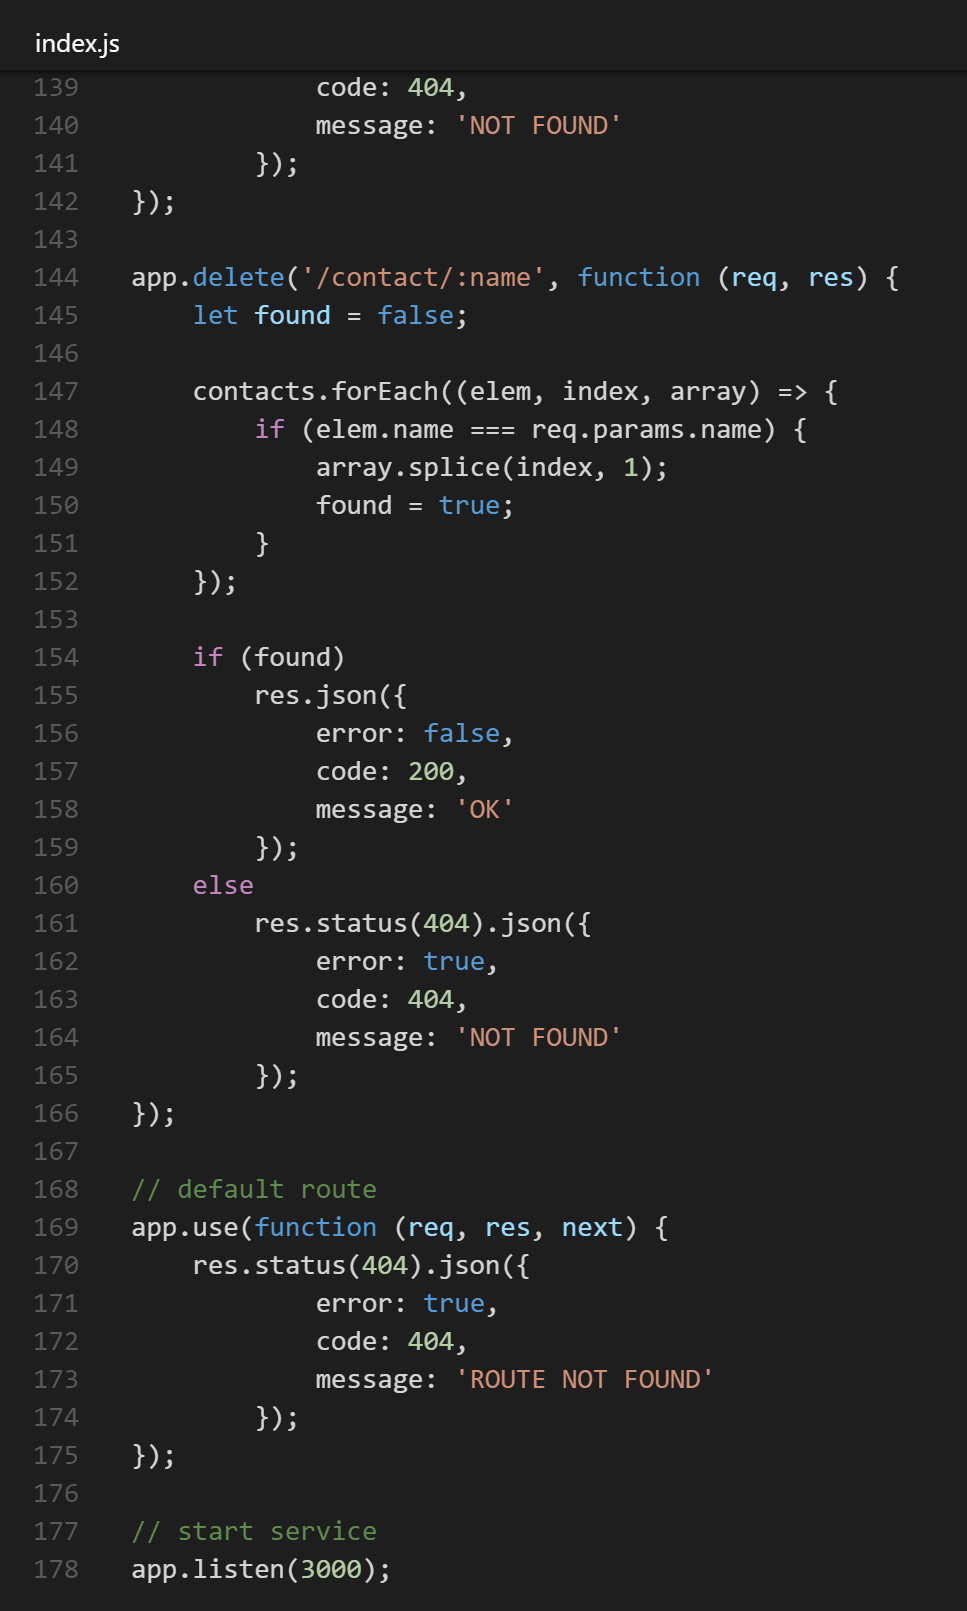 index.js
139 code: 404,
140 message: 'NOT FOUND'
141 });
142 });
143
144 app.delete('/contact/:name', function (req, res) {
145 let found = false;
146
147 contacts.forEach((elem, index, array) => {
148 if (elem.name === req.params.name) {
149 array.splice(index, 1);
150 found = true;
151 }
152 });
153
154 if (found)
155 res.json({
156 error: false,
157 code: 200,
158 message: 'OK'
159 });
160 else
161 res.status(404).json({
162 error: true,
163 code: 404,
164 message: 'NOT FOUND'
165 });
166 });
167
168 // default route
169 app.use(function (req, res, next) {
170 res.status(404).json({
171 error: true,
172 code: 404,
173 message: 'ROUTE NOT FOUND'
174 });
175 });
176
177 // start service
178 app.listen(3000);